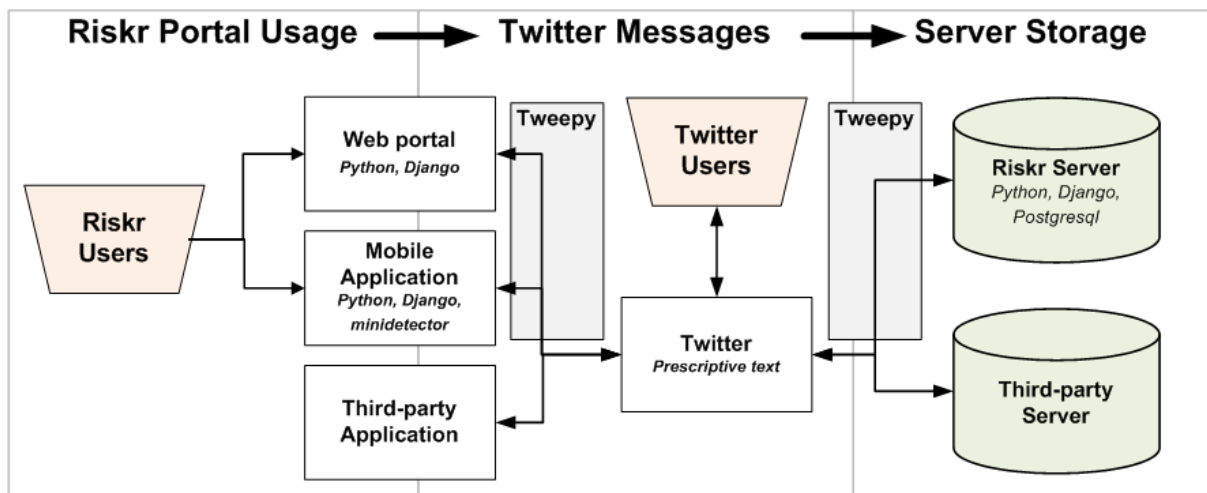 Riskr Portal Usage
Twitter Messages
Server Storage
Web portal
Python, Django
Tweepy
Twitter
Users
Tweepy
Riskr Server
Python, Django,
Postgresql
Riskr
Users
Mobile
Application
Python, Django,
minidetector
Twitter
Prescriptive text
Third-party
Application
Third-party
Server